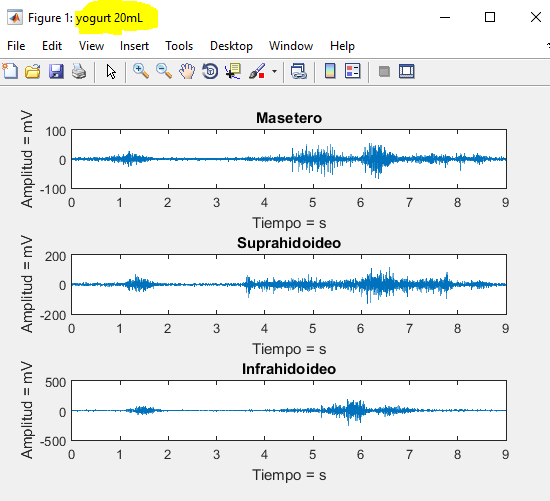 Figure 1: yogurt 20mL
File Edit View Insert Tools Desktop Window Help
Masetero
Amplitud = mV
100
0
-100
0 1 2 3 4 5 6 7 8 9
Tiempo = s
Suprahidoideo
Amplitud = mV
200
0
-200
0 1 2 3 4 5 6 7 8 9
Tiempo = s
Infrahidoideo
Amplitud = mV
500
0
-500
0 1 2 3 4 5 6 7 8 9
Tiempo = s